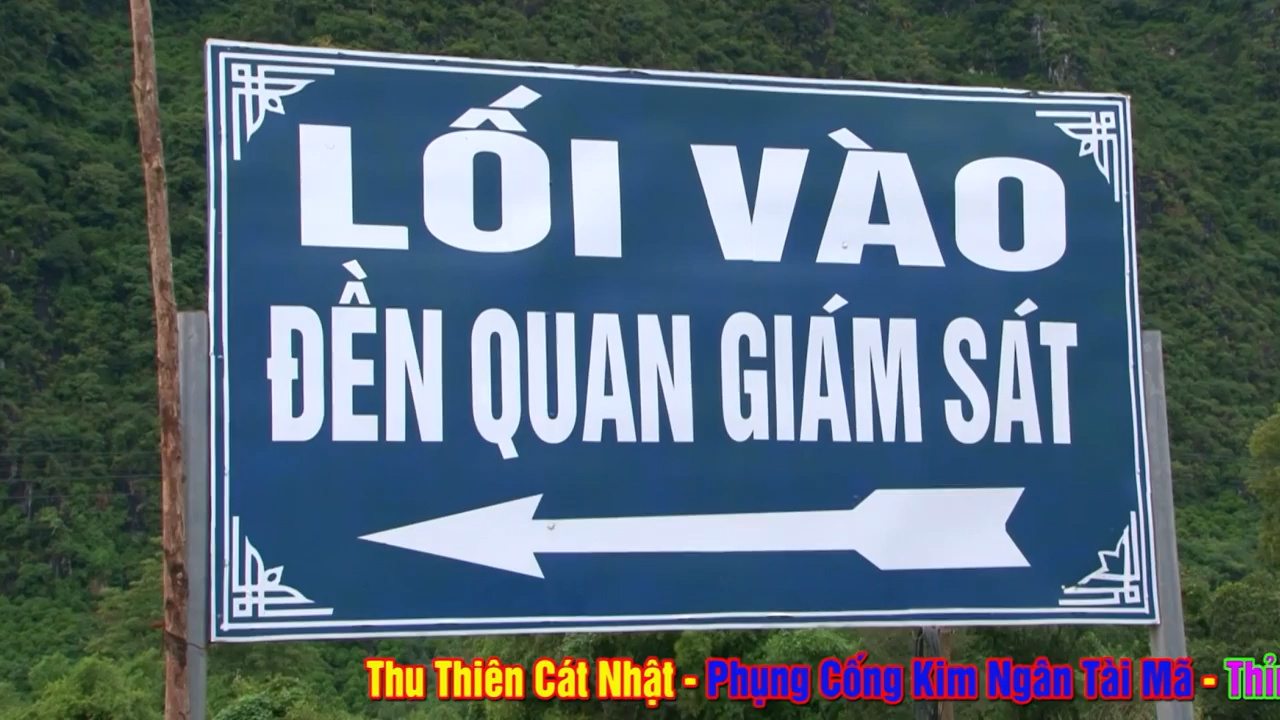 LỐI VÀO
ĐỀN QUAN GIÁM SÁT
Thu Thiên Cát Nhật - Phụng Cống Kim Ngân Tài Mã -